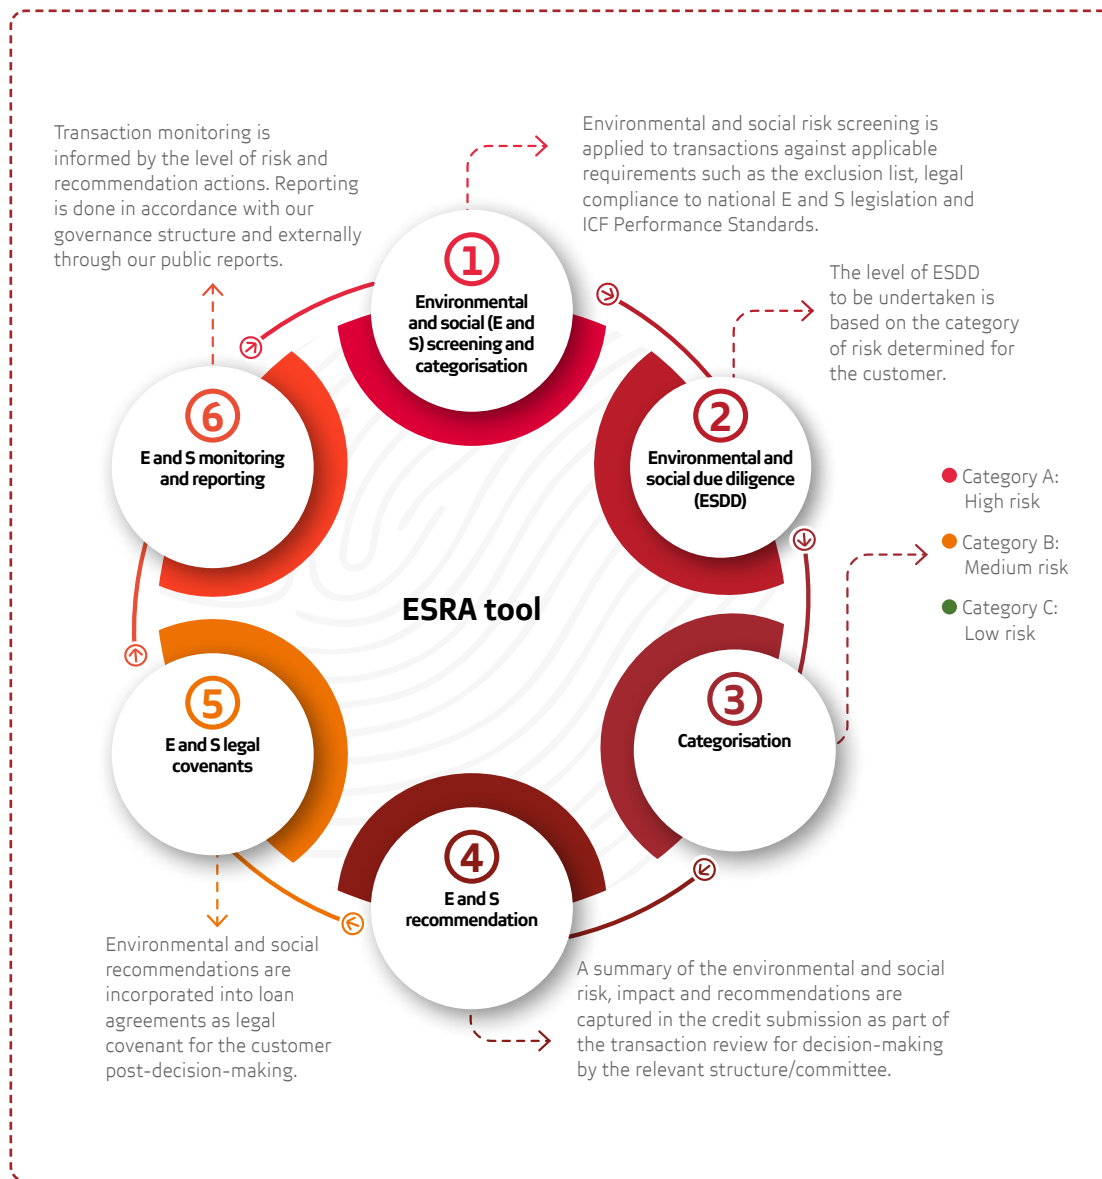 Transaction monitoring is
informed by the level of risk and
recommendation actions. Reporting
is done in accordance with our
governance structure and externally
through our public reports.
Environmental and social risk screening is
applied to transactions against applicable
requirements such as the exclusion list, legal
compliance to national E and S legislation and
ICF Performance Standards.
1
Environmental
and social (E and
S) screening and
categorisation
The level of ESDD
to be undertaken is
based on the category
of risk determined for
the customer.
2
Environmental and
social due diligence
(ESDD)
6
E and S monitoring
and reporting
Category A:
High risk
Category B:
Medium risk
Category C:
Low risk
ESRA tool
3
Categorisation
5
E and S legal
covenants
4
E and S
recommendation
Environmental and social
recommendations are
incorporated into loan
agreements as legal
covenant for the customer
post-decision-making.
A summary of the environmental and social
risk, impact and recommendations are
captured in the credit submission as part of
the transaction review for decision-making
by the relevant structure/committee.